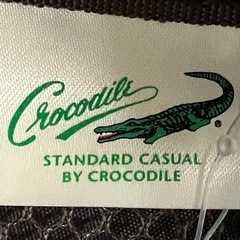 Crocodile
®
STANDARD CASUAL
BY CROCODILE